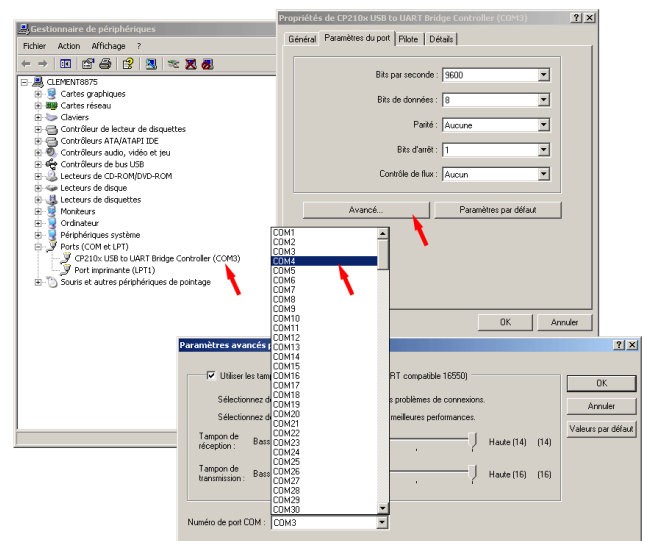 Gestionnaire de périphériques
Fichier Action Affichage ?
CLEMENT8875
Cartes graphiques
Cartes réseau
Claviers
Contrôleur de lecteur de disquettes
Contrôleurs ATA/ATAPI IDE
Contrôleurs audio, vidéo et jeu
Contrôleurs de bus USB
Lecteurs de CD-ROM/DVD-ROM
Lecteurs de disque
Lecteurs de disquettes
Moniteurs
Ordinateur
Périphériques système
Ports (COM et LPT)
CP210x USB to UART Bridge Controller (COM3)
Port imprimante (LPT1)
Souris et autres périphériques de pointage
Propriétés de CP210x USB to UART Bridge Controller (COM3)
Général Paramètres du port Pilote Détails
Bits par seconde : 9600
Bits de données : 8
Parité : Aucune
Bits d'arrêt : 1
Contrôle de flux : Aucun
Avancé... Paramètres par défaut
OK Annuler
COM1
COM2
COM3
COM4
COM5
COM6
COM7
COM8
COM9
COM10
COM11
COM12
COM13
COM14
COM15
COM16
COM17
COM18
COM19
COM20
COM21
COM22
COM23
COM24
COM25
COM26
COM27
COM28
COM29
COM30
Paramètres avancés
Utiliser les RT compatible 16550)
Sélectionnez s problèmes de connexions.
Sélectionnez meilleures performances.
Tampon de
réception : Bass Haute (14) (14)
Tampon de
transmission : Bass Haute (16) (16)
Numéro de port COM : COM3
OK
Annuler
Valeurs par défaut